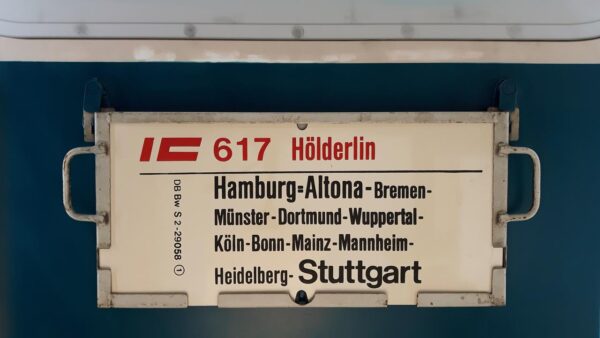 IC 617 Hölderlin
Hamburg=Altona-Bremen-
Münster-Dortmund-Wuppertal-
Köln-Bonn-Mainz-Mannheim-
Heidelberg- Stuttgart
DB Bw S 2-29058 ①